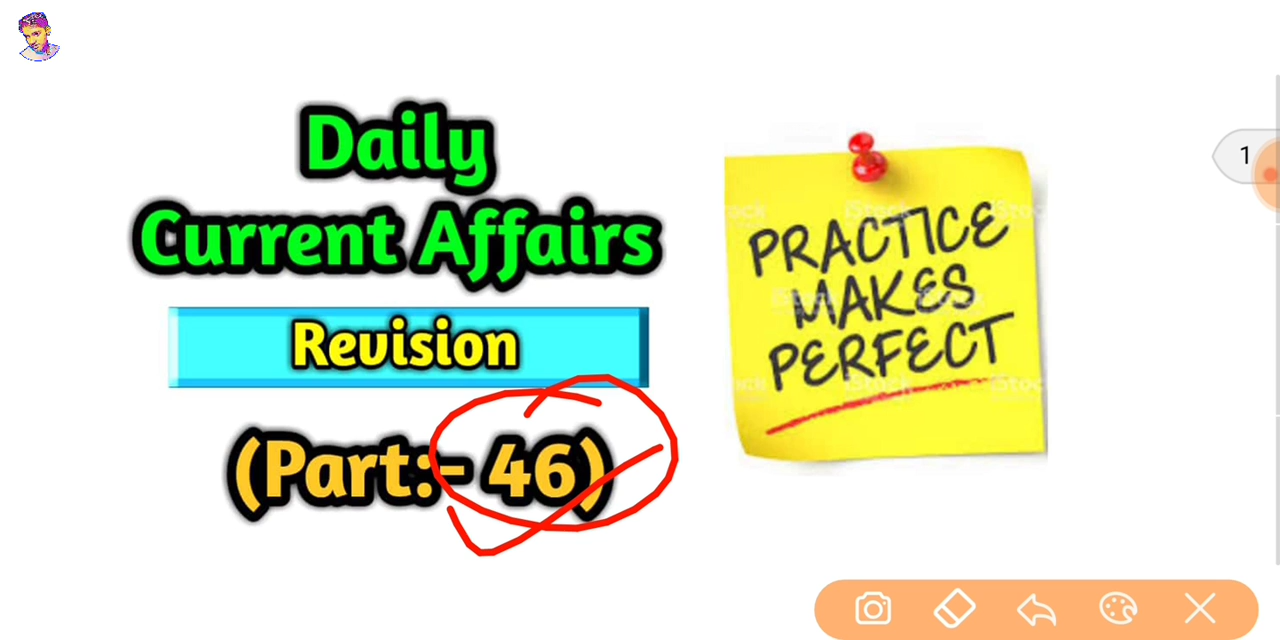 Daily
Current Affairs
Revision
(Part:- 46)
PRACTICE
MAKES
PERFECT
1